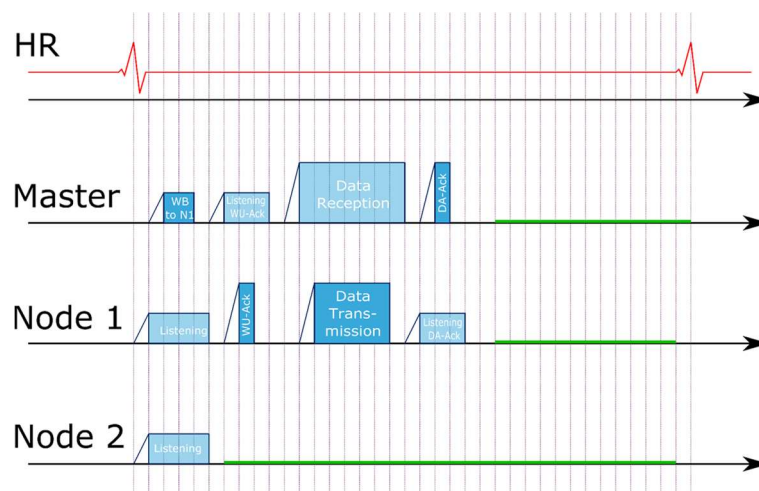 HR
Master
WB
to N1
Listening
WU-Ack
Data
Reception
DA-Ack
Node 1
Listening
WU-Ack
Data
Trans-
mission
Listening
DA-Ack
Node 2
Listening